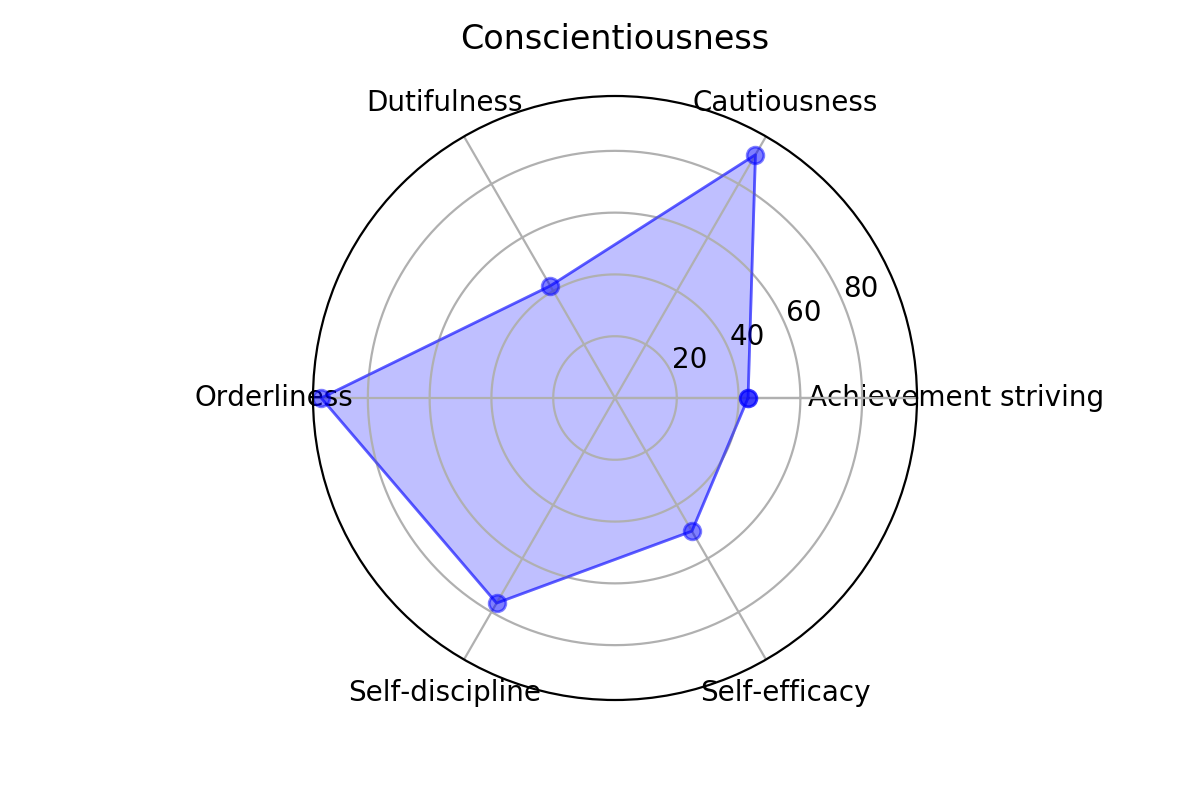 Conscientiousness
Dutifulness
Cautiousness
80
60
40
20
Orderliness
Achievement striving
Self-discipline
Self-efficacy